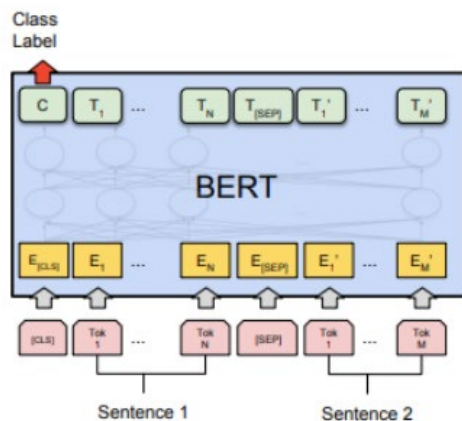 Class
Label
C T1 ... TN T[SEP] T1' ... TM'
BERT
E[CLS] E1 ... EN E[SEP] E1' ... EM'
[CLS] Tok 1 ... Tok N [SEP] Tok 1 ... Tok M
Sentence 1 Sentence 2